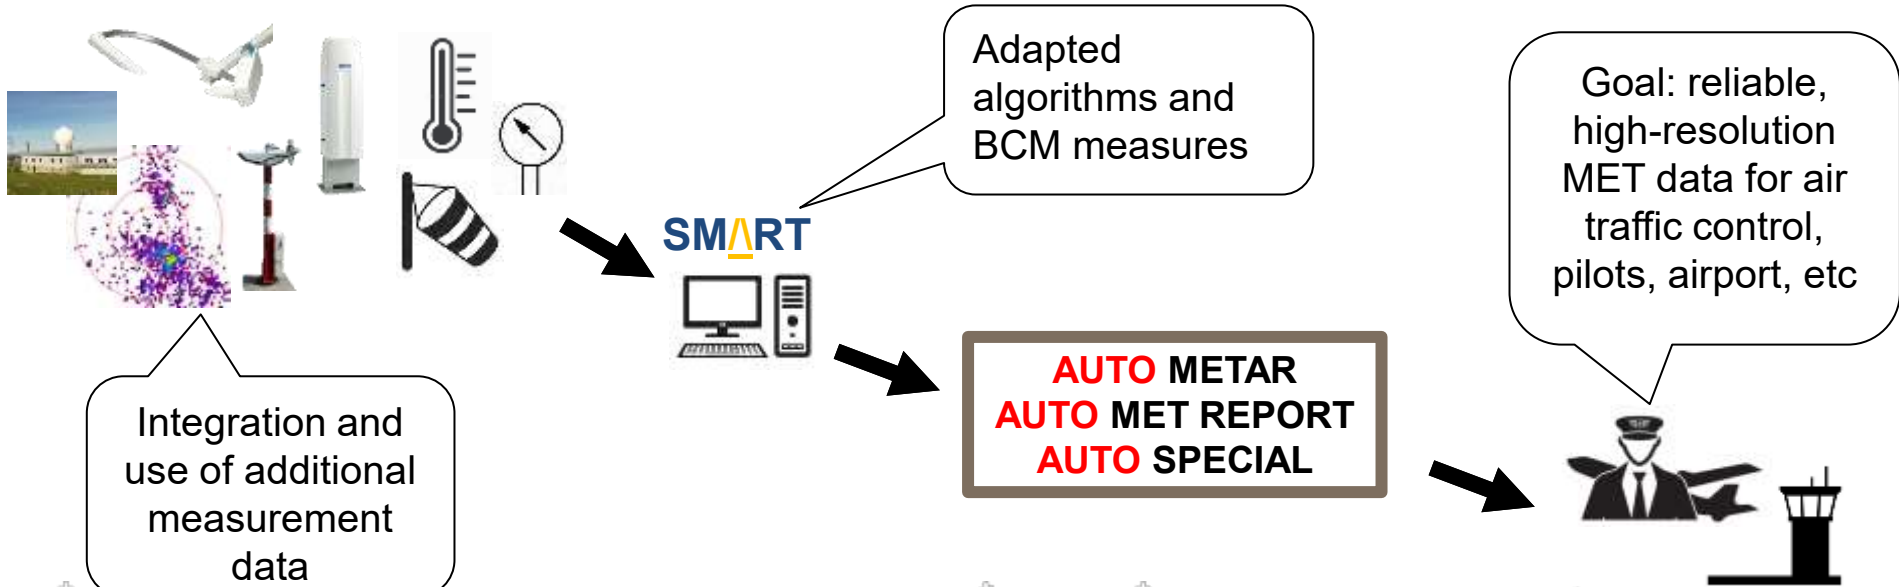 Adapted
algorithms and
BCM measures
Goal: reliable,
high-resolution
MET data for air
traffic control,
pilots, airport, etc
SMART
AUTO METAR
AUTO MET REPORT
AUTO SPECIAL
Integration and
use of additional
measurement
data